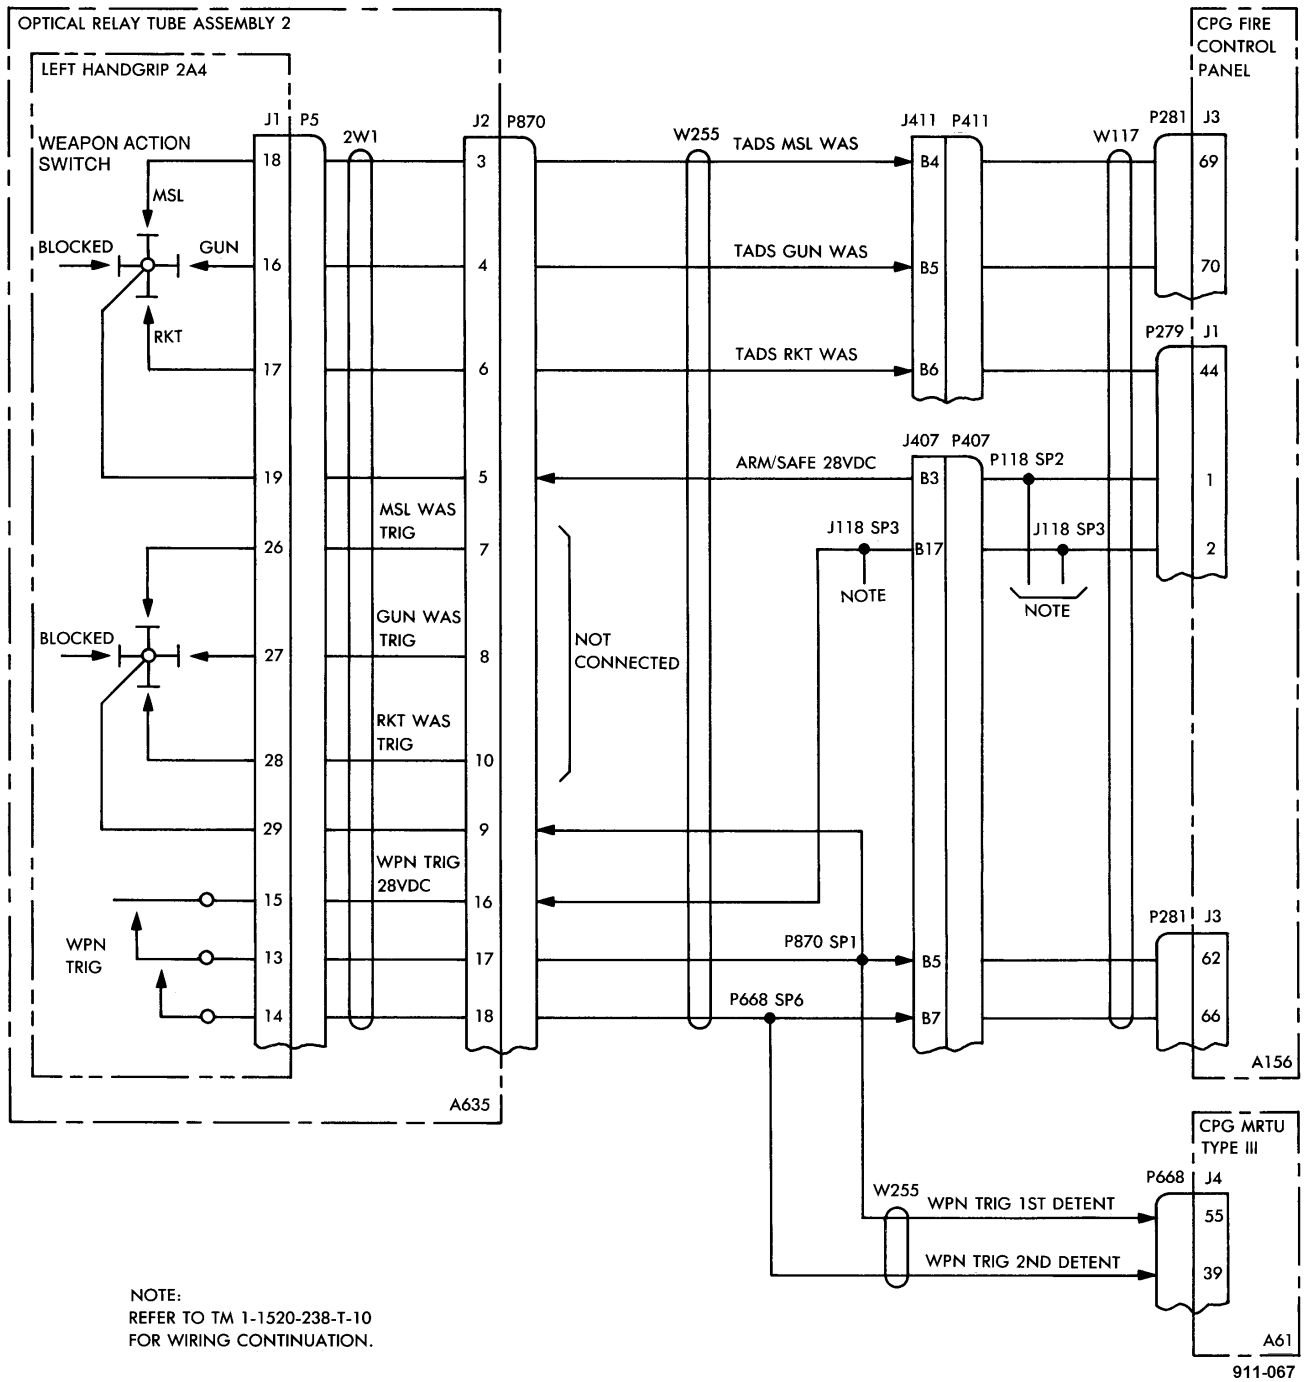 OPTICAL RELAY TUBE ASSEMBLY 2
LEFT HANDGRIP 2A4
CPG FIRE
CONTROL
PANEL
J1 P5
2W1
J2 P870
W255
J411 P411
W117
P281 J3
WEAPON ACTION
SWITCH
18
3
TADS MSL WAS
B4
69
MSL
BLOCKED
GUN
16
4
TADS GUN WAS
B5
70
RKT
17
6
TADS RKT WAS
B6
P279 J1
44
19
5
ARM/SAFE 28VDC
J407 P407
B3
P118 SP2
1
MSL WAS
TRIG
26
7
J118 SP3
B17
J118 SP3
2
NOTE
NOTE
GUN WAS
TRIG
BLOCKED
27
8
NOT
CONNECTED
RKT WAS
TRIG
28
10
29
9
WPN TRIG
28VDC
15
16
WPN
TRIG
13
17
P870 SP1
B5
P281 J3
62
14
18
P668 SP6
B7
66
A156
A635
CPG MRTU
TYPE III
P668 J4
W255
WPN TRIG 1ST DETENT
55
WPN TRIG 2ND DETENT
39
A61
NOTE:
REFER TO TM 1-1520-238-T-10
FOR WIRING CONTINUATION.
911-067